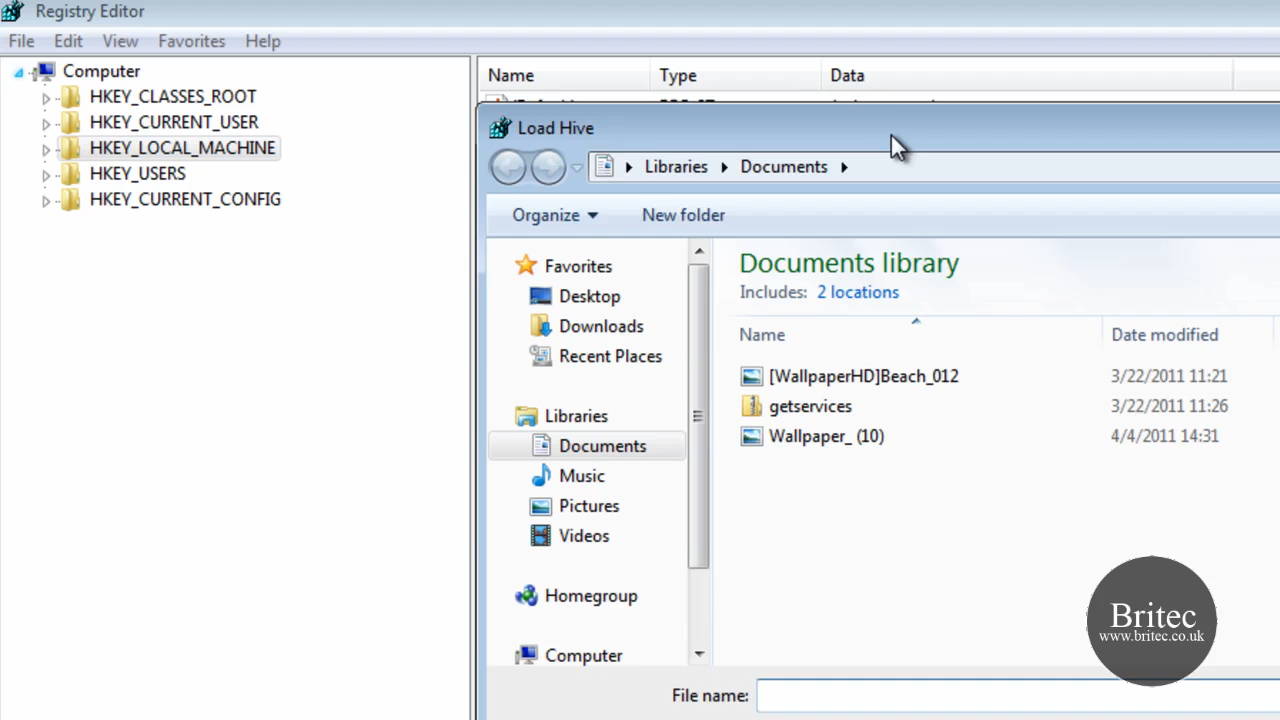 Registry Editor
File Edit View Favorites Help
Computer
HKEY_CLASSES_ROOT
HKEY_CURRENT_USER
HKEY_LOCAL_MACHINE
HKEY_USERS
HKEY_CURRENT_CONFIG
Name Type Data
Load Hive
Libraries Documents
Organize New folder
Favorites
Desktop
Downloads
Recent Places
Libraries
Documents
Music
Pictures
Videos
Homegroup
Computer
Documents library
Includes: 2 locations
Name Date modified
[WallpaperHD]Beach_012 3/22/2011 11:21
getservices 3/22/2011 11:26
Wallpaper_ (10) 4/4/2011 14:31
File name:
Britec
www.britec.co.uk